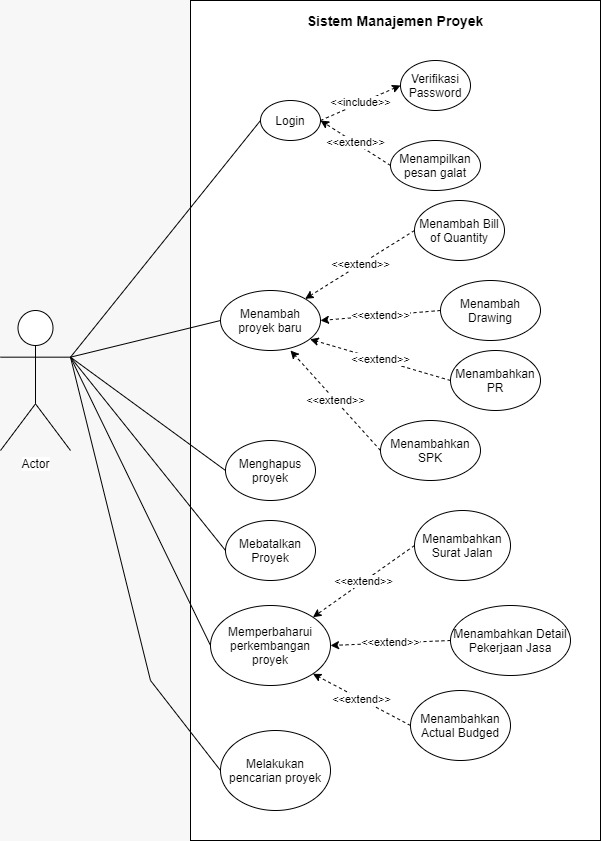 Sistem Manajemen Proyek
Verifikasi
Password
<<include>>
Login
<<extend>>
Menampilkan
pesan galat
Menambah Bill
of Quantity
<<extend>>
Menambah
proyek baru
<<extend>>
Menambah
Drawing
<<extend>>
Menambahkan
PR
<<extend>>
Menambahkan
SPK
Actor
Menghapus
proyek
Mebatalkan
Proyek
Menambahkan
Surat Jalan
<<extend>>
Memperbaharui
perkembangan
proyek
<<extend>>
Menambahkan Detail
Pekerjaan Jasa
<<extend>>
Menambahkan
Actual Budged
Melakukan
pencarian proyek